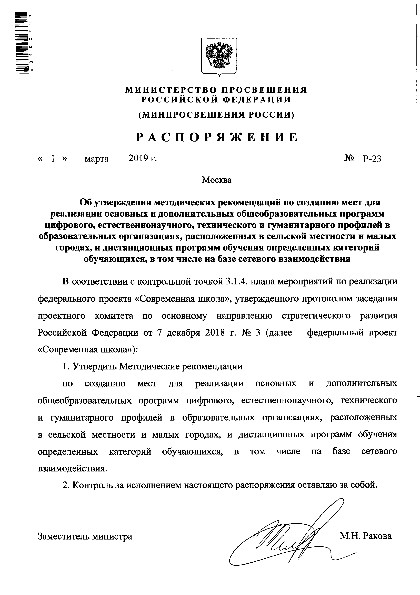 МИНИСТЕРСТВО ПРОСВЕЩЕНИЯ
РОССИЙСКОЙ ФЕДЕРАЦИИ
(МИНПРОСВЕЩЕНИЯ РОССИИ)
РАСПОРЯЖЕНИЕ
« 1 » марта 2019 г. № Р-23
Москва
Об утверждении методических рекомендаций по созданию мест для
реализации основных и дополнительных общеобразовательных программ
цифрового, естественнонаучного, технического и гуманитарного профилей в
образовательных организациях, расположенных в сельской местности и малых
городах, и дистанционных программ обучения определенных категорий
обучающихся, в том числе на базе сетевого взаимодействия
В соответствии с контрольной точкой 3.1.4. плана мероприятий по реализации
федерального проекта «Современная школа», утвержденного протоколом заседания
проектного комитета по основному направлению стратегического развития
Российской Федерации от 7 декабря 2018 г. № 3 (далее федеральный проект
«Современная школа»):
1. Утвердить Методические рекомендации
по созданию мест для реализации основных и дополнительных
общеобразовательных программ цифрового, естественнонаучного, технического
и гуманитарного профилей в образовательных организациях, расположенных
в сельской местности и малых городах, и дистанционных программ обучения
определенных категорий обучающихся, в том числе на базе сетевого
взаимодействия.
2. Контроль за исполнением настоящего распоряжения оставляю за собой.
Заместитель министра М.Н. Ракова